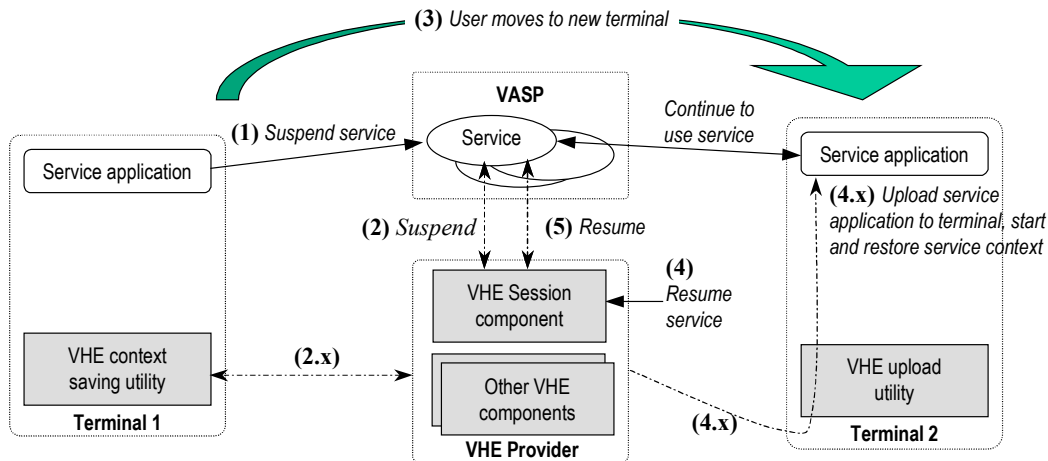 (3) User moves to new terminal
VASP
Service
(1) Suspend service
Continue to
use service
Service application
Service application
(4.x) Upload service
application to terminal, start
and restore service context
(2) Suspend
(5) Resume
(4)
Resume
service
VHE Session
component
VHE context
saving utility
(2.x)
Other VHE
components
(4.x)
VHE upload
utility
Terminal 1
VHE Provider
Terminal 2